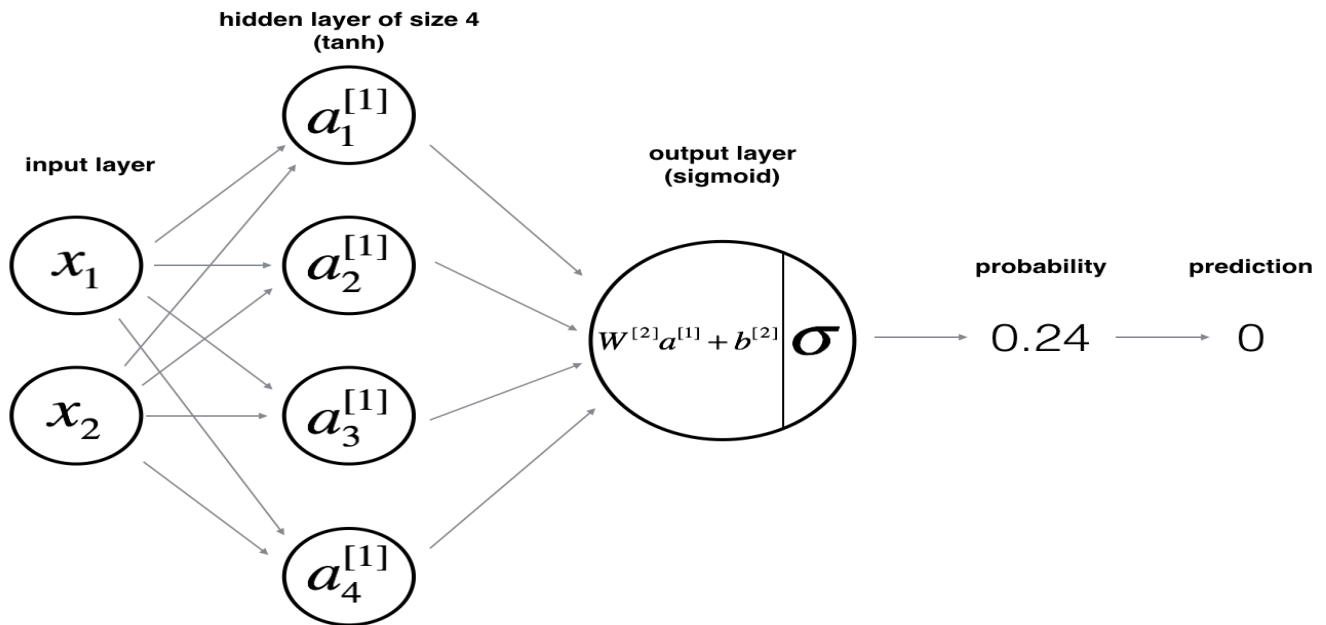 hidden layer of size 4
(tanh)
input layer
x₁
x₂
a₁^[1]
a₂^[1]
a₃^[1]
a₄^[1]
output layer
(sigmoid)
W^[2]a^[1] + b^[2]
σ
probability
0.24
prediction
0